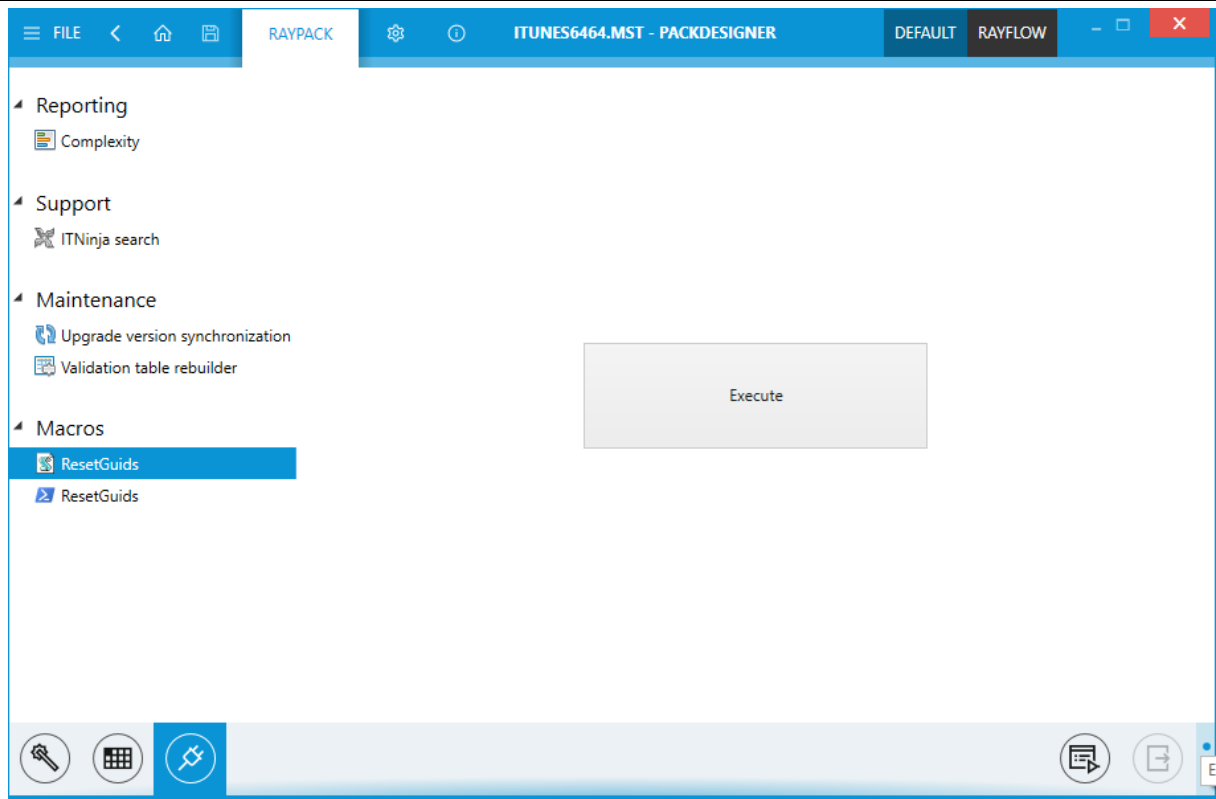 FILE
RAYPACK
ITUNES6464.MST - PACKDESIGNER
DEFAULT
RAYFLOW
Reporting
Complexity
Support
ITNinja search
Maintenance
Upgrade version synchronization
Validation table rebuilder
Execute
Macros
ResetGuids
ResetGuids